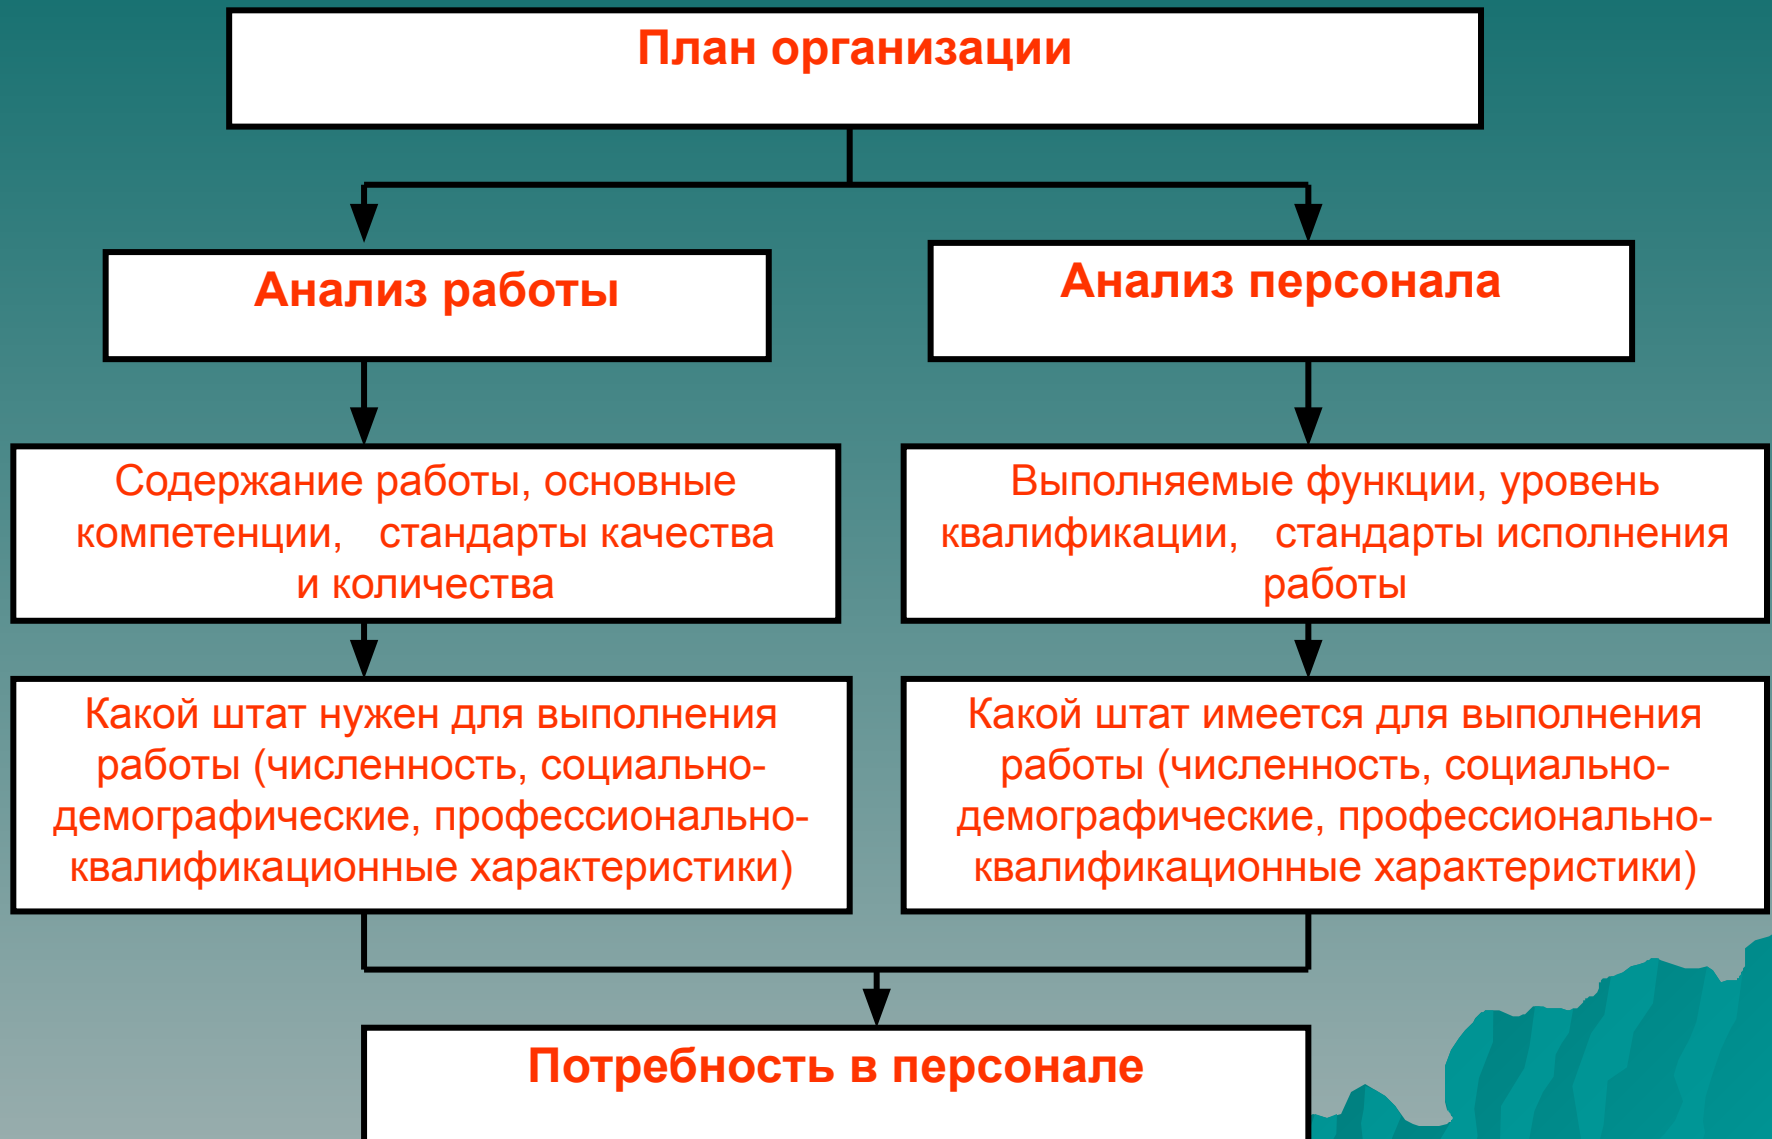 План организации
Анализ работы
Анализ персонала
Содержание работы, основные
компетенции, стандарты качества
и количества
Выполняемые функции, уровень
квалификации, стандарты исполнения
работы
Какой штат нужен для выполнения
работы (численность, социально-
демографические, профессионально-
квалификационные характеристики)
Какой штат имеется для выполнения
работы (численность, социально-
демографические, профессионально-
квалификационные характеристики)
Потребность в персонале